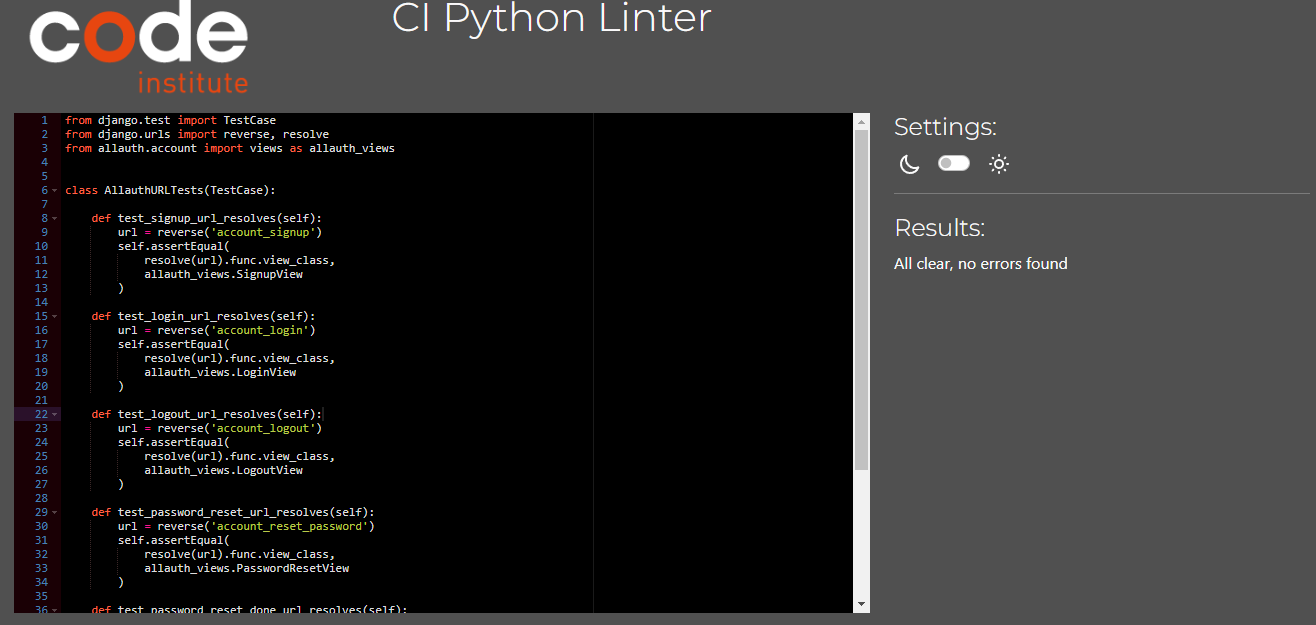 code
institute
CI Python Linter
1 from django.test import TestCase
2 from django.urls import reverse, resolve
3 from allauth.account import views as allauth_views
4
5
6 class AllauthURLTests(TestCase):
7
8     def test_signup_url_resolves(self):
9         url = reverse('account_signup')
10         self.assertEqual(
11             resolve(url).func.view_class,
12             allauth_views.SignupView
13         )
14
15     def test_login_url_resolves(self):
16         url = reverse('account_login')
17         self.assertEqual(
18             resolve(url).func.view_class,
19             allauth_views.LoginView
20         )
21
22     def test_logout_url_resolves(self):
23         url = reverse('account_logout')
24         self.assertEqual(
25             resolve(url).func.view_class,
26             allauth_views.LogoutView
27         )
28
29     def test_password_reset_url_resolves(self):
30         url = reverse('account_reset_password')
31         self.assertEqual(
32             resolve(url).func.view_class,
33             allauth_views.PasswordResetView
34         )
35
36     def test_password_reset_done_url_resolves(self):
Settings:
Results:
All clear, no errors found